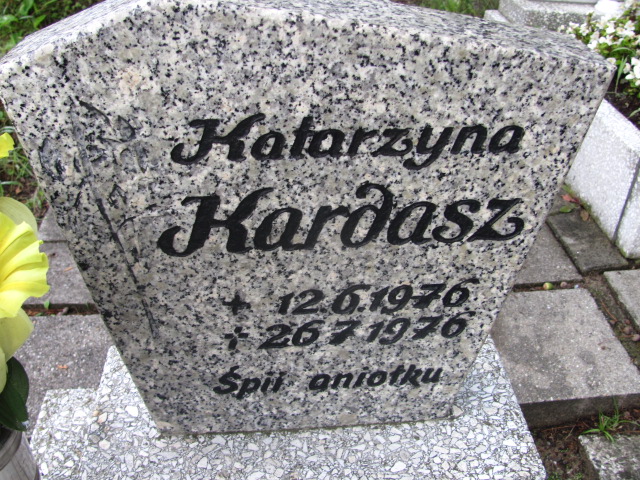 Katarzyna
Kardasz
+ 12.6.1976
+ 26.7.1976
Śpij aniołku